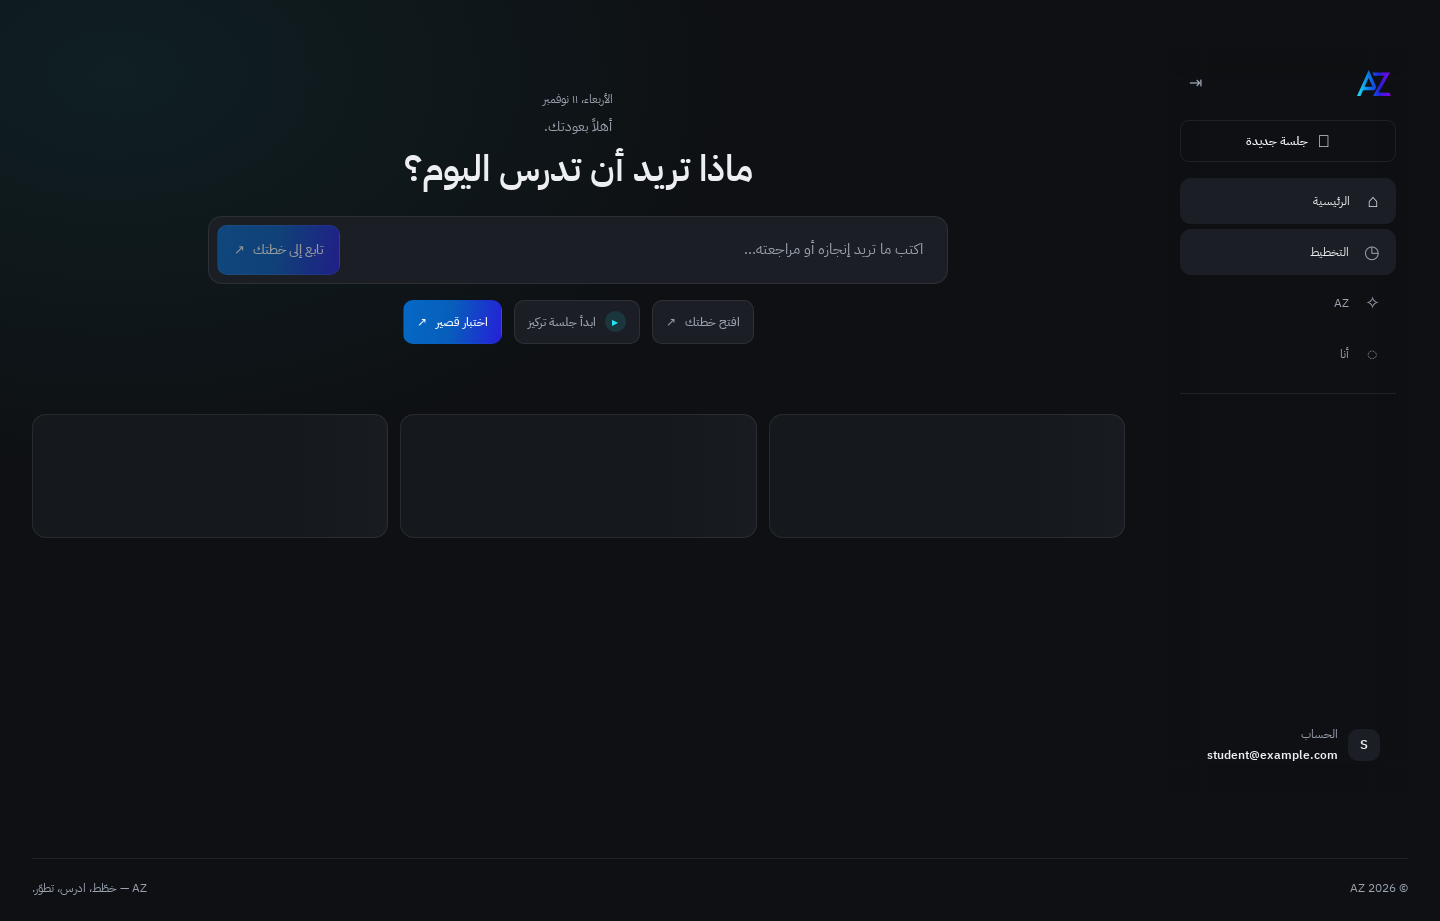 AZ
جلسة جديدة
الرئيسية
التخطيط
AZ
أنا
الحساب
S
student@example.com
الأربعاء، ١١ نوفمبر
أهلاً بعودتك.
ماذا تريد أن تدرس اليوم؟
اكتب ما تريد إنجازه أو مراجعته...
تابع إلى خطتك ↗
افتح خطتك ↗
ابدأ جلسة تركيز
اختبار قصير ↗
© 2026 AZ
AZ — خطّط، ادرس، تطوّر.